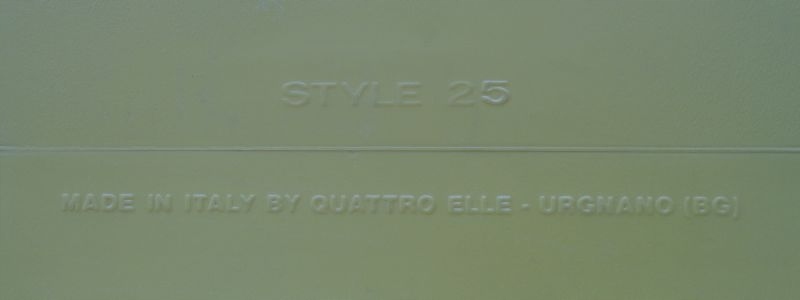 STYLE 25
MADE IN ITALY BY QUATTRO ELLE - URGNANO (BG)